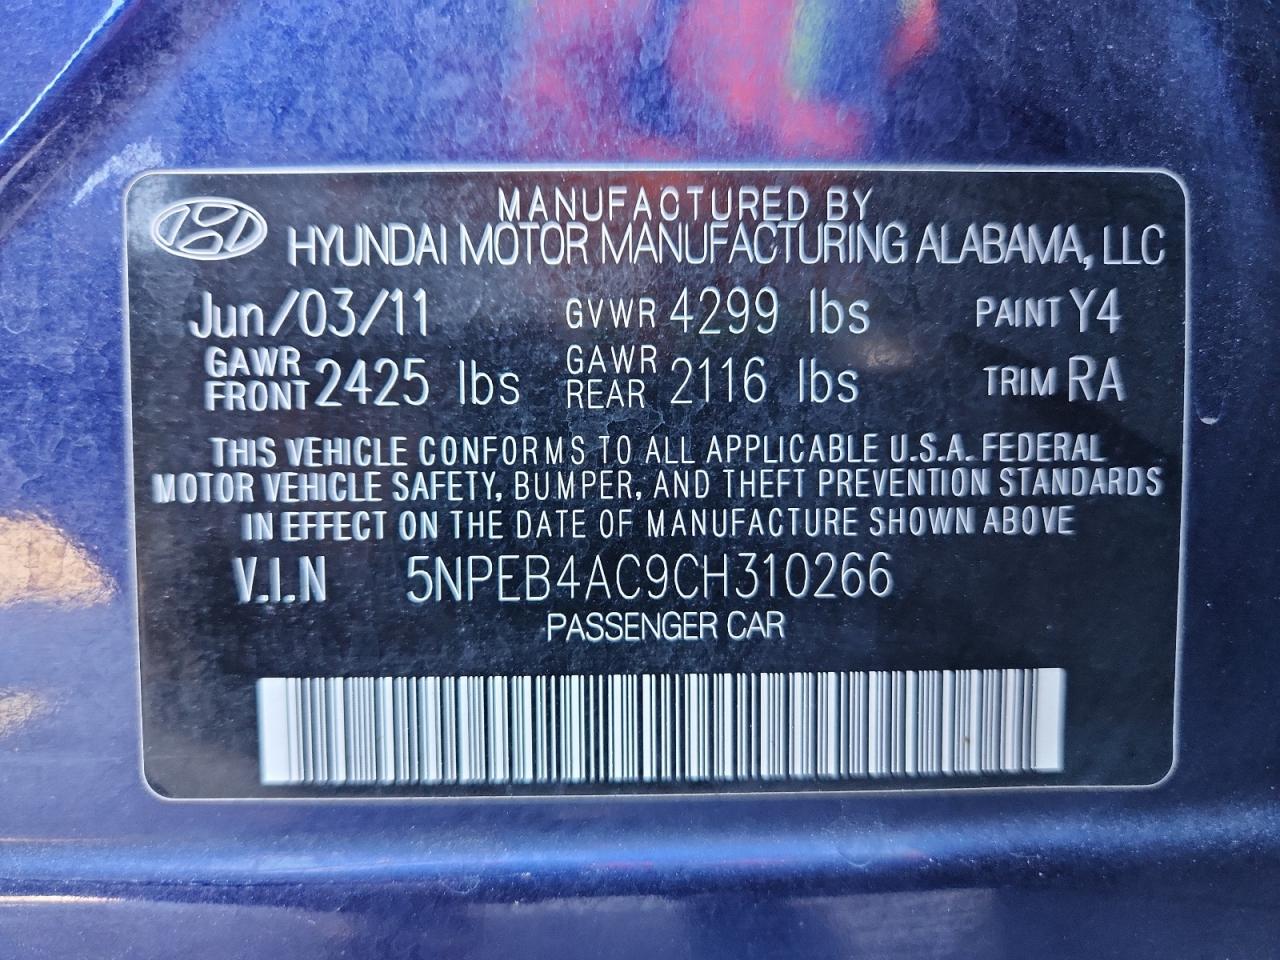 MANUFACTURED BY
HYUNDAI MOTOR MANUFACTURING ALABAMA, LLC
Jun/03/11 GVWR 4299 lbs PAINT Y4
GAWR FRONT 2425 lbs GAWR REAR 2116 lbs TRIM RA
THIS VEHICLE CONFORMS TO ALL APPLICABLE U.S.A. FEDERAL
MOTOR VEHICLE SAFETY, BUMPER, AND THEFT PREVENTION STANDARDS
IN EFFECT ON THE DATE OF MANUFACTURE SHOWN ABOVE
V.I.N 5NPEB4AC9CH310266
PASSENGER CAR